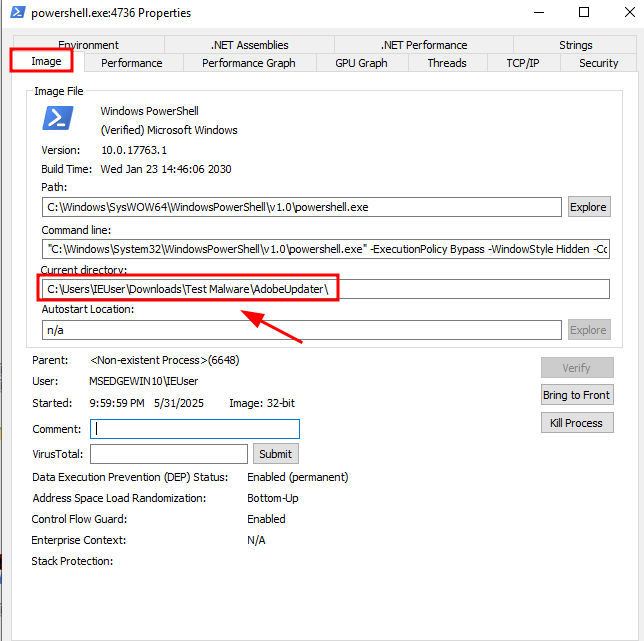 powershell.exe:4736 Properties
Environment .NET Assemblies .NET Performance Strings
Image Performance Performance Graph GPU Graph Threads TCP/IP Security
Image File
Windows PowerShell
(Verified) Microsoft Windows
Version: 10.0.17763.1
Build Time: Wed Jan 23 14:46:06 2030
Path:
C:\Windows\SysWOW64\WindowsPowerShell\v1.0\powershell.exe Explore
Command line:
"C:\Windows\System32\WindowsPowerShell\v1.0\powershell.exe" -ExecutionPolicy Bypass -WindowStyle Hidden -Co
Current directory:
C:\Users\IEUser\Downloads\Test Malware\AdobeUpdater\
Autostart Location:
n/a Explore
Parent: <Non-existent Process>(6648) Verify
User: MSEDGEWIN10\IEUser
Bring to Front
Started: 9:59:59 PM 5/31/2025 Image: 32-bit
Kill Process
Comment:
VirusTotal: Submit
Data Execution Prevention (DEP) Status: Enabled (permanent)
Address Space Load Randomization: Bottom-Up
Control Flow Guard: Enabled
Enterprise Context: N/A
Stack Protection: